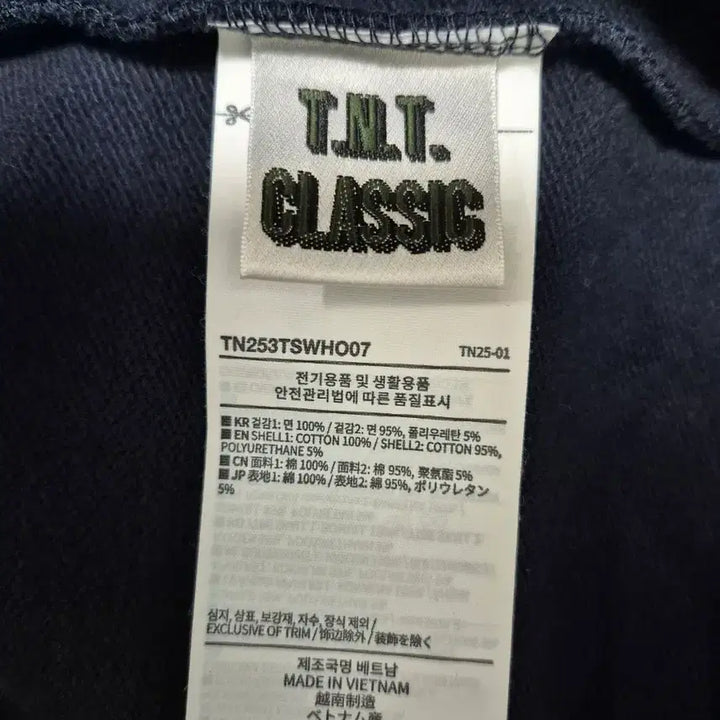 T.N.T.
CLASSIC
TN253TSWHO07 TN25-01
전기용품 및 생활용품
안전관리법에 따른 품질표시
KR 겉감1: 면 100% / 겉감2: 면 95%, 폴리우레탄 5%
EN SHELL1: COTTON 100% / SHELL2: COTTON 95%,
POLYURETHANE 5%
CN 面料1: 棉 100% / 面料2: 棉 95%, 聚氨酯 5%
JP 表地1: 綿 100% / 表地2: 綿 95%, ポリウレタン
5%
심지, 상표, 보강재, 자수, 장식 제외 /
EXCLUSIVE OF TRIM / 饰边除外 / 装飾を除く
제조국명 베트남
MADE IN VIETNAM
越南制造
ベトナム産